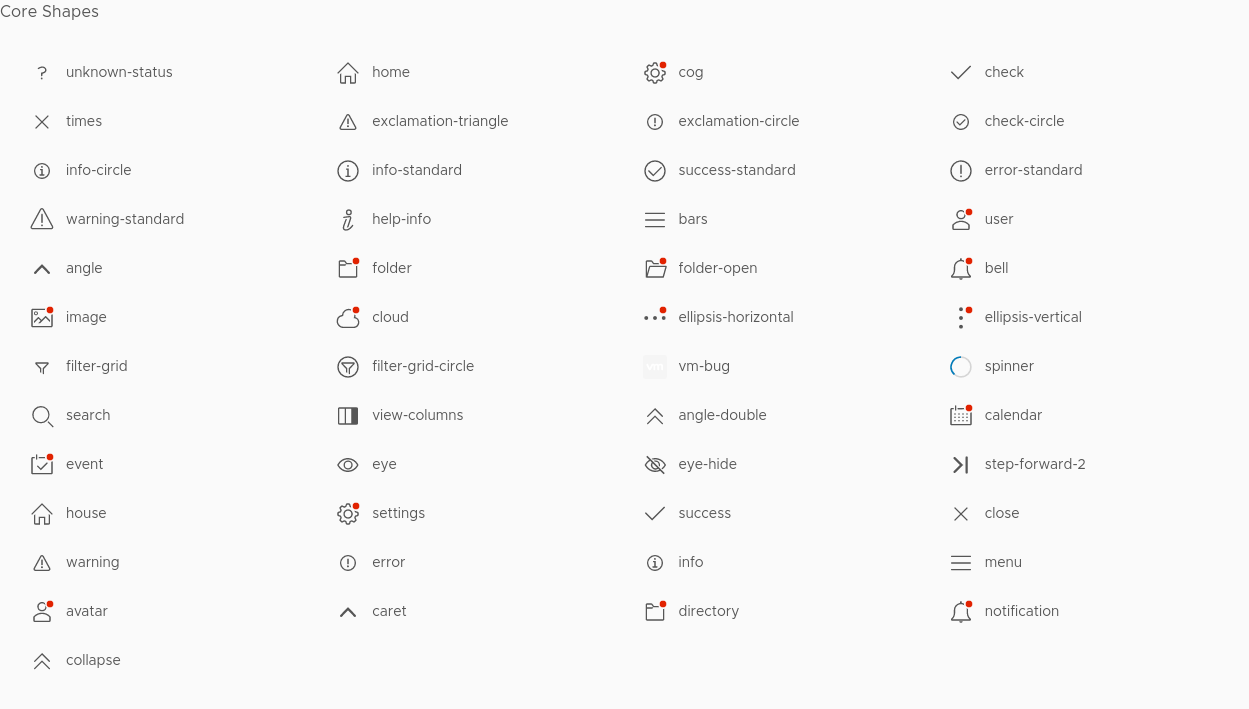 Core Shapes
unknown-status home cog check
times exclamation-triangle exclamation-circle check-circle
info-circle info-standard success-standard error-standard
warning-standard help-info bars user
angle folder folder-open bell
image cloud ellipsis-horizontal ellipsis-vertical
filter-grid filter-grid-circle vm vm-bug spinner
search view-columns angle-double calendar
event eye eye-hide step-forward-2
house settings success close
warning error info menu
avatar caret directory notification
collapse